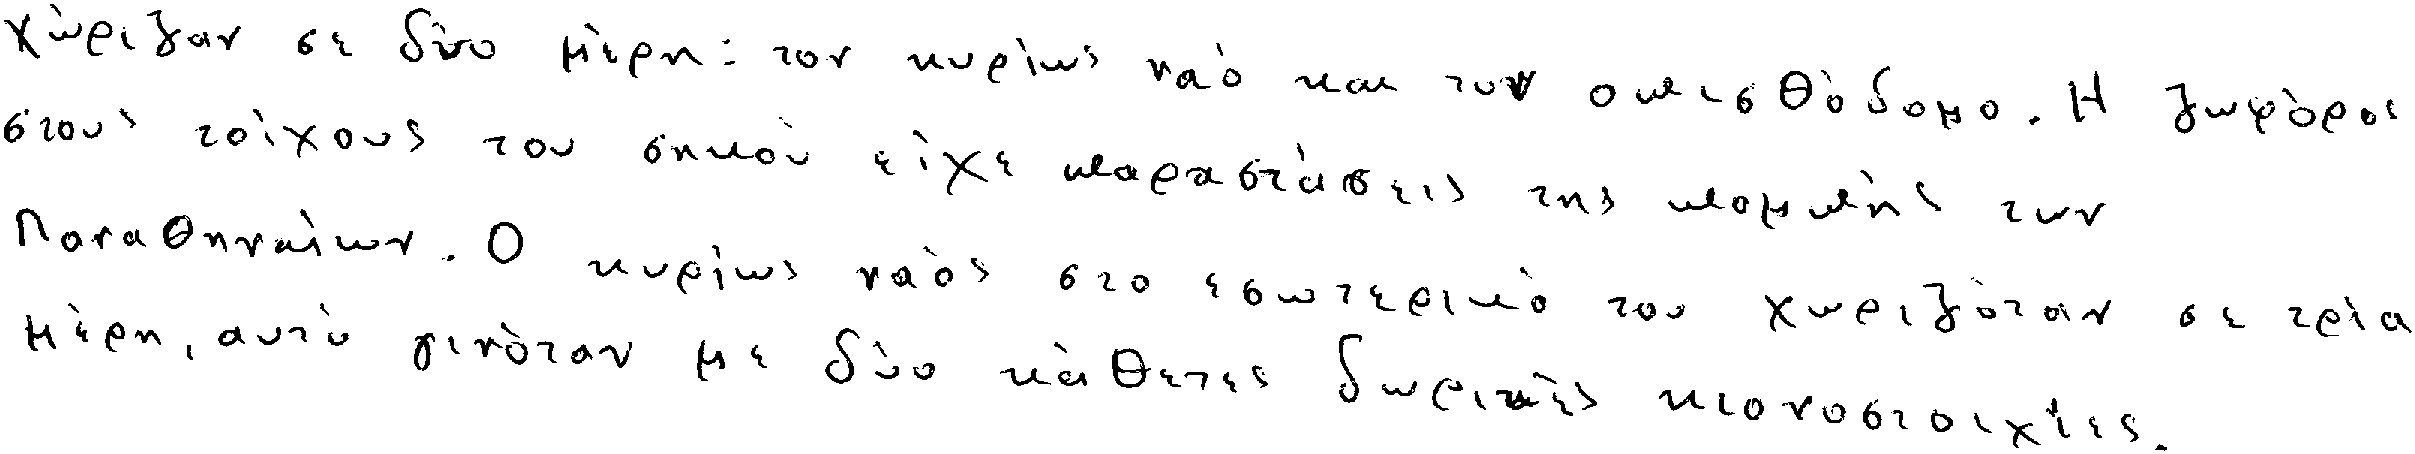 χώριζαν σε δύο μέρη: τον κυρίως ναό και τον οπισθόδομο. Η ζωφόρος
στους τοίχους του σηκού είχε παραστάσεις της πομπής των
Παναθηναίων. Ο κυρίως ναός στο εσωτερικό του χωριζόταν σε τρία
μέρη, αυτό γινόταν με δύο κάθετες δωρικές κιονοστοιχίες.